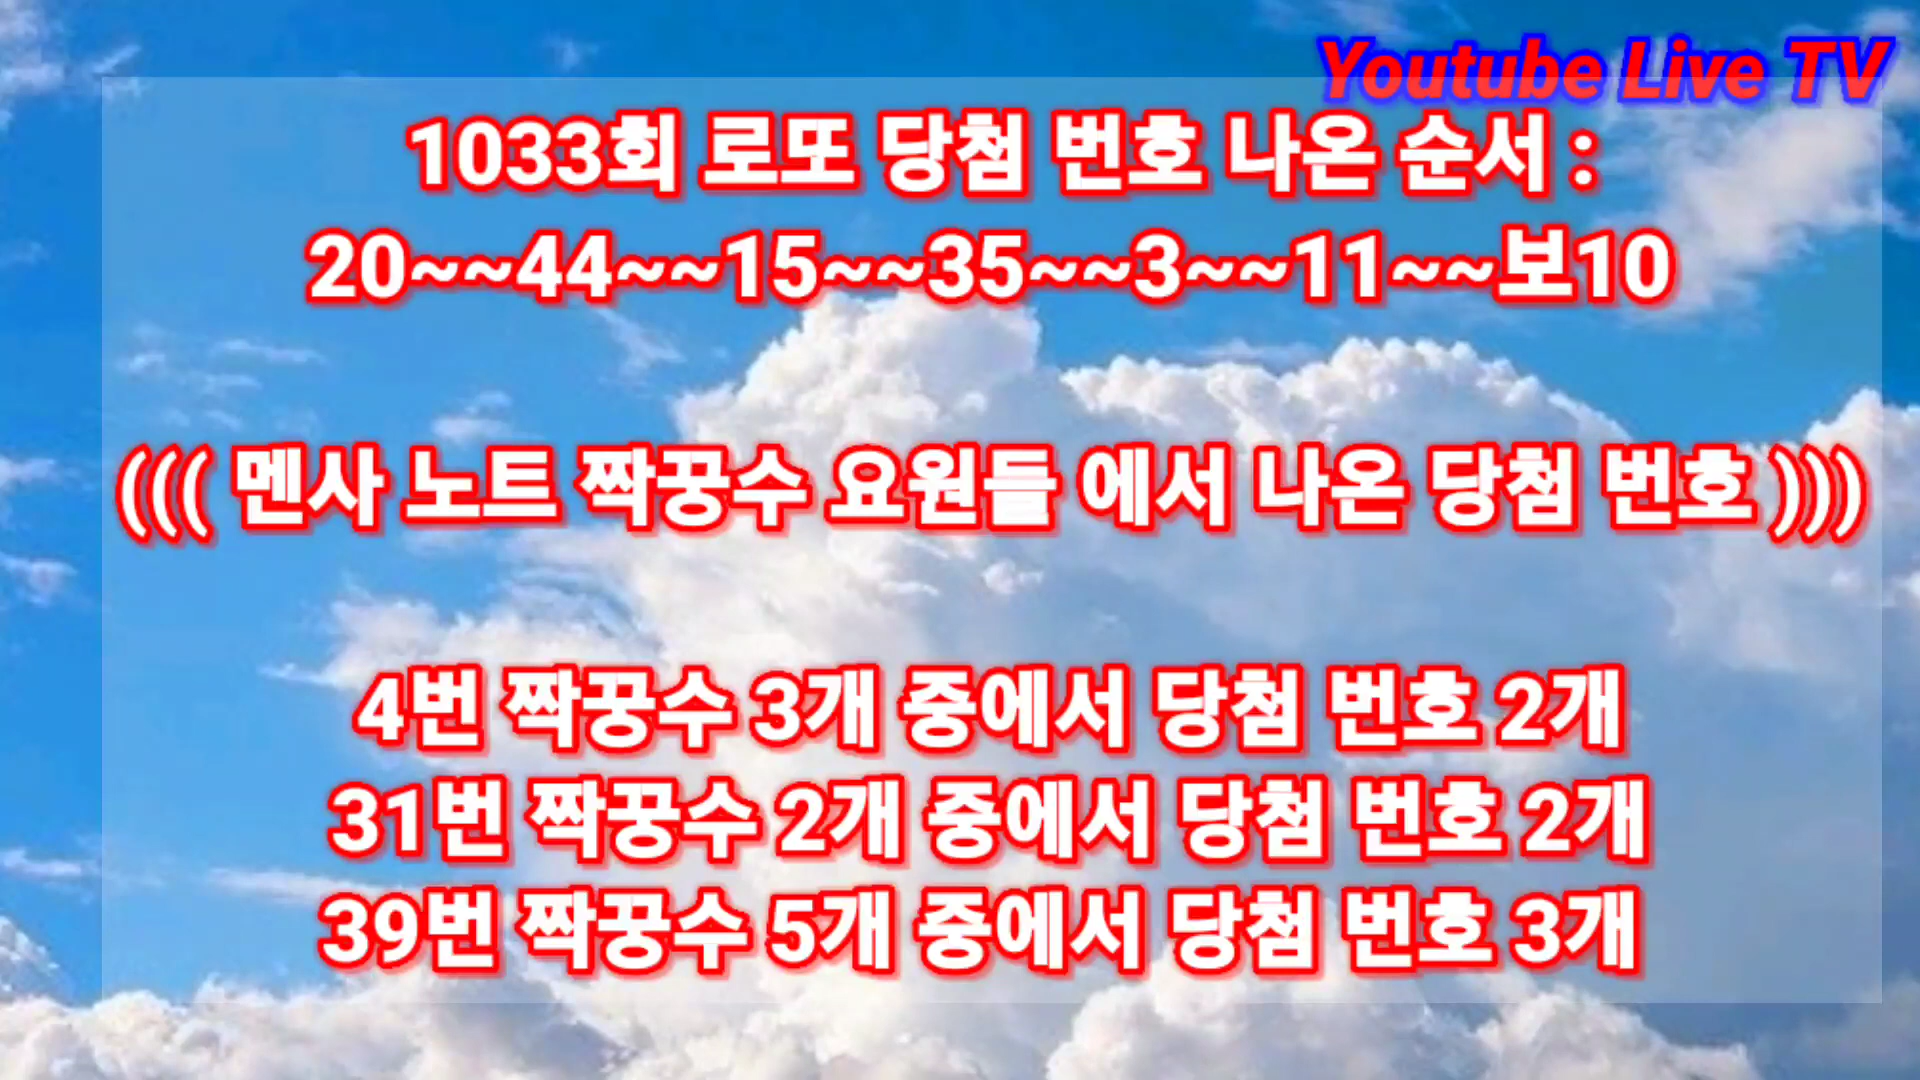 Youtube Live TV
1033회 로또 당첨 번호 나온 순서 :
20~~44~~15~~35~~3~~11~~보10
((( 멘사 노트 짝꿍수 요원들 에서 나온 당첨 번호 )))
4번 짝꿍수 3개 중에서 당첨 번호 2개
31번 짝꿍수 2개 중에서 당첨 번호 2개
39번 짝꿍수 5개 중에서 당첨 번호 3개